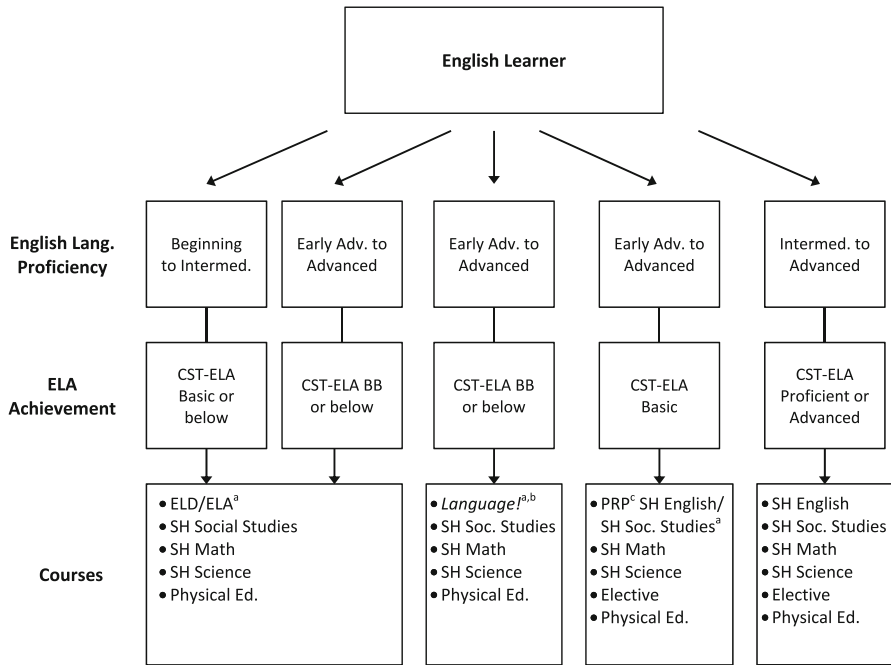 English Learner
English Lang.
Proficiency
Beginning
to Intermed.
Early Adv. to
Advanced
Early Adv. to
Advanced
Early Adv. to
Advanced
Intermed. to
Advanced
ELA
Achievement
CST-ELA
Basic or
below
CST-ELA BB
or below
CST-ELA BB
or below
CST-ELA
Basic
CST-ELA
Proficient or
Advanced
Courses
• ELD/ELAᵃ
• SH Social Studies
• SH Math
• SH Science
• Physical Ed.
• Language!ᵃ,ᵇ
• SH Soc. Studies
• SH Math
• SH Science
• Physical Ed.
• PRPᶜ SH English/
SH Soc. Studiesᵃ
• SH Math
• SH Science
• Elective
• Physical Ed.
• SH English
• SH Soc. Studies
• SH Math
• SH Science
• Elective
• Physical Ed.